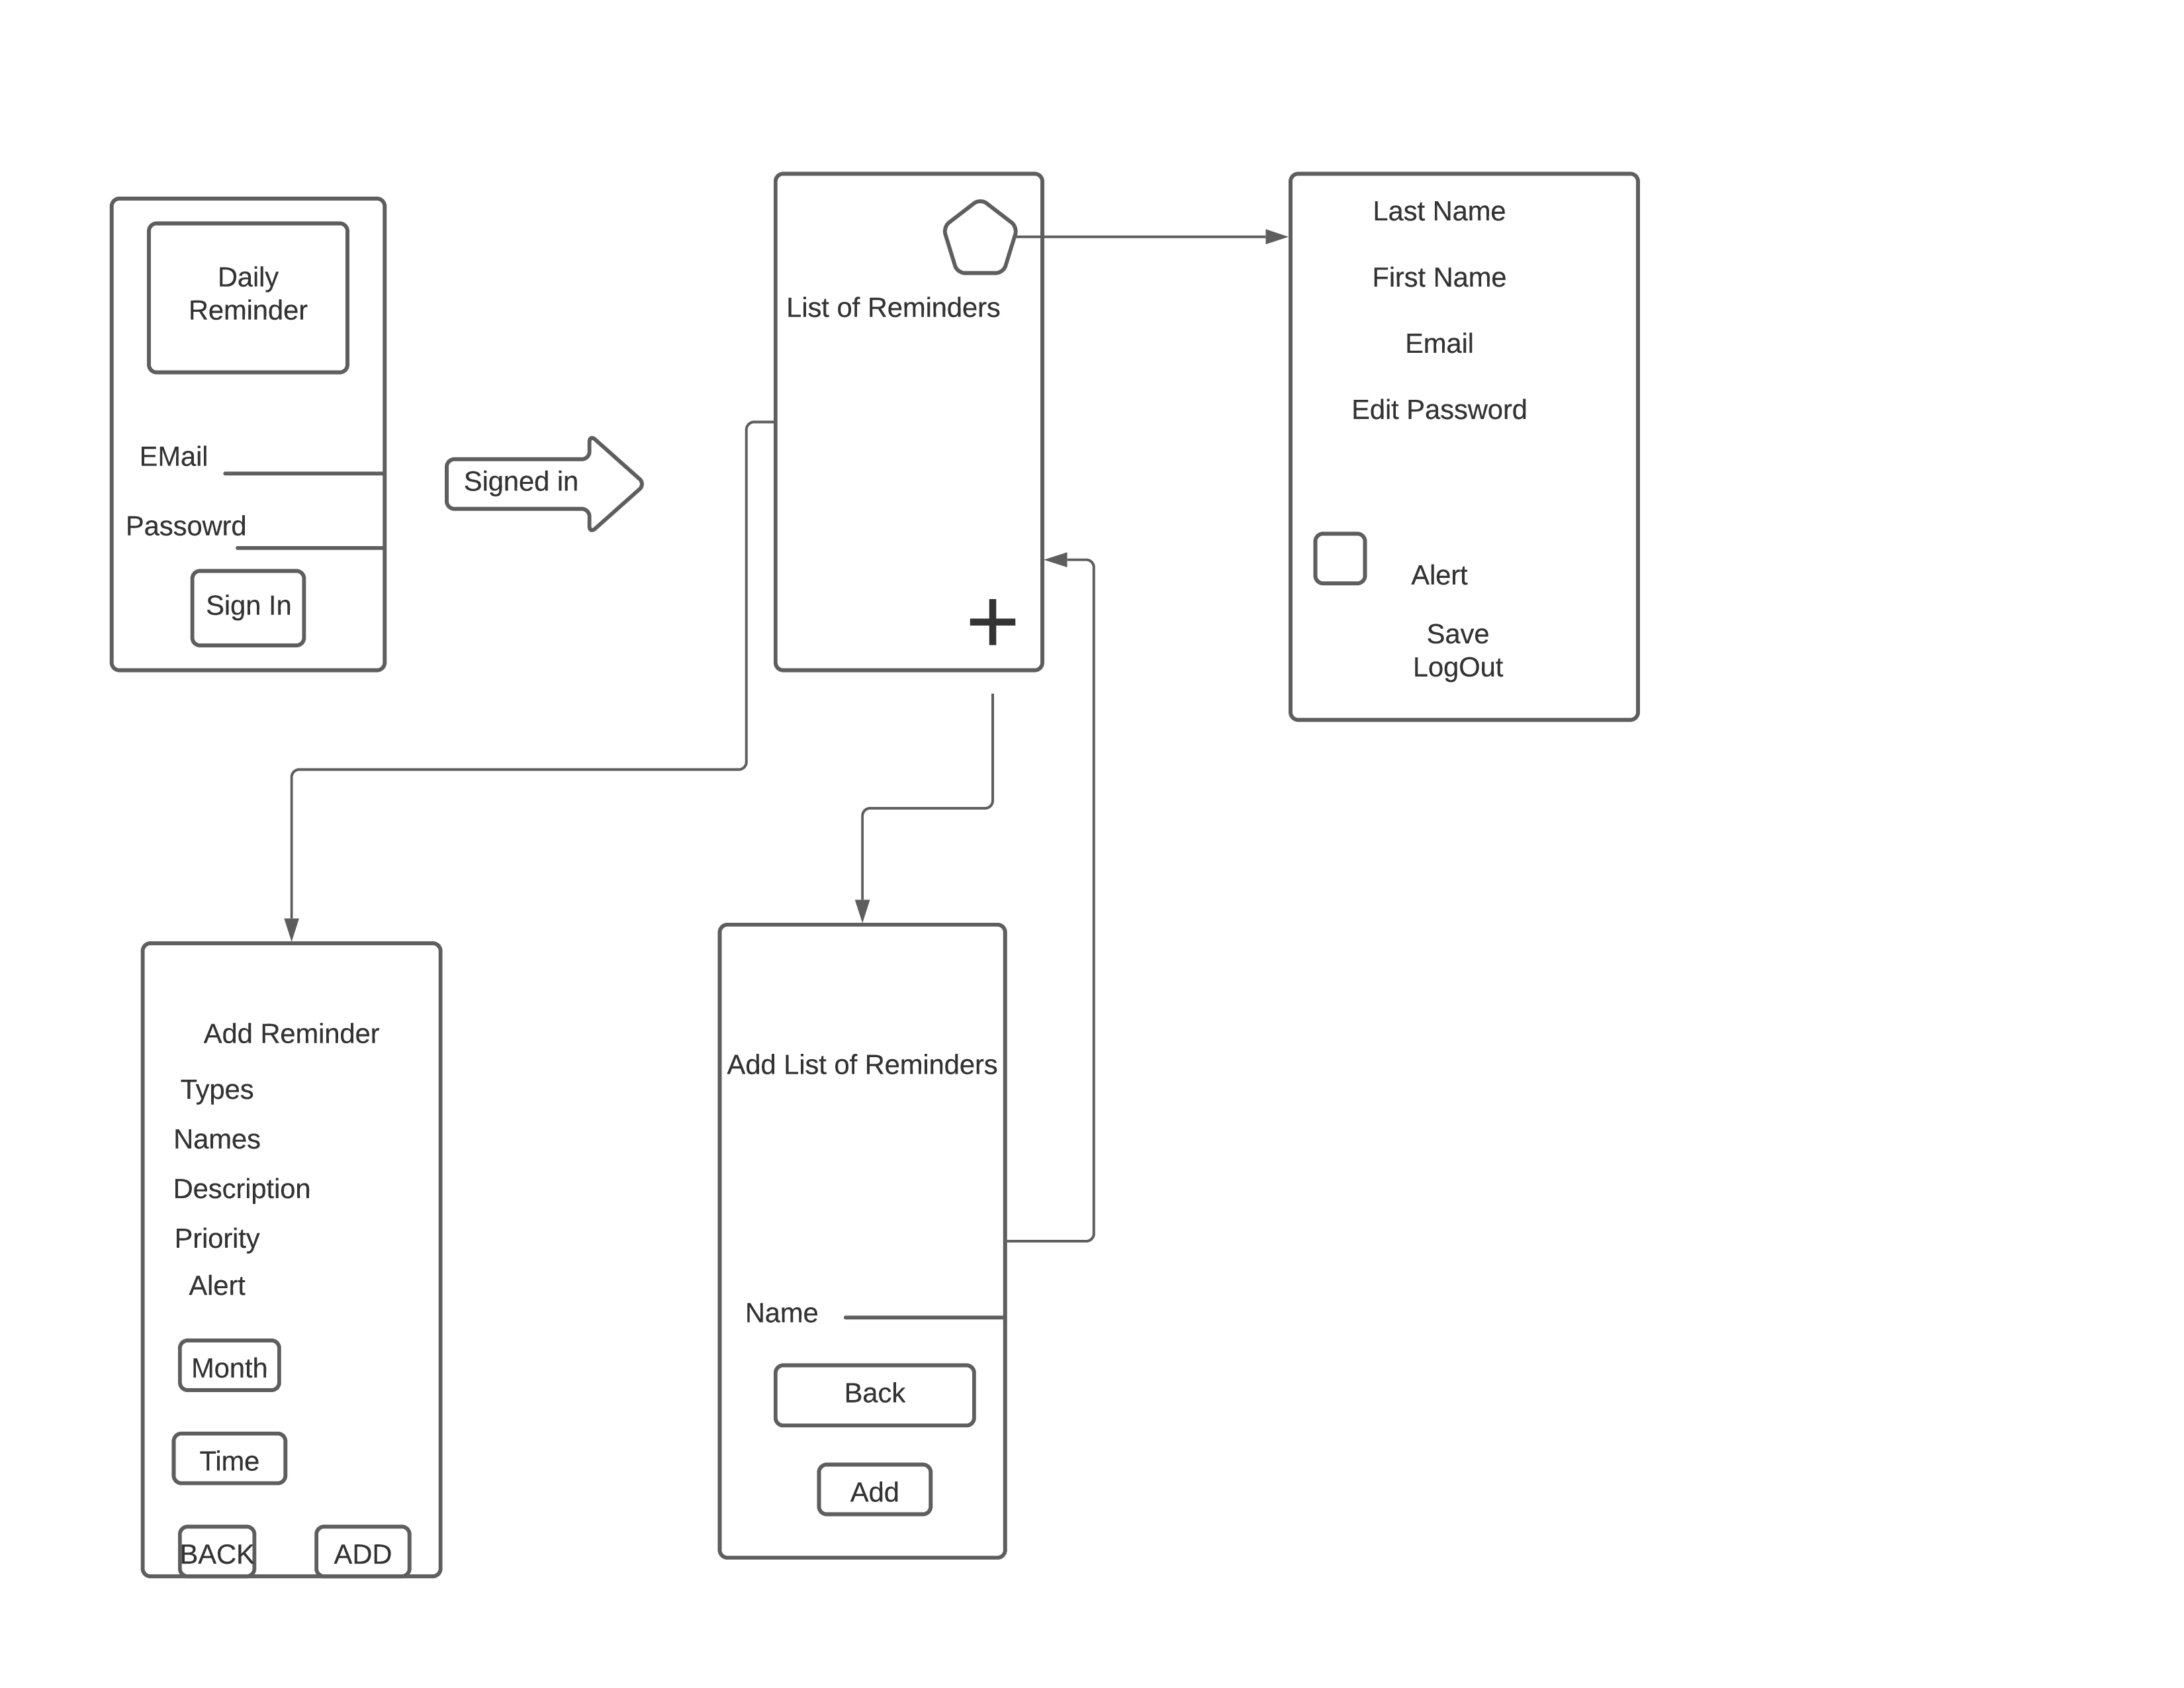 Daily
Reminder
EMail
Passowrd
Sign In
Signed in
List of Reminders
Last Name
First Name
Email
Edit Password
Alert
Save
LogOut
Add Reminder
Types
Names
Description
Priority
Alert
Month
Time
BACK
ADD
Add List of Reminders
Name
Back
Add